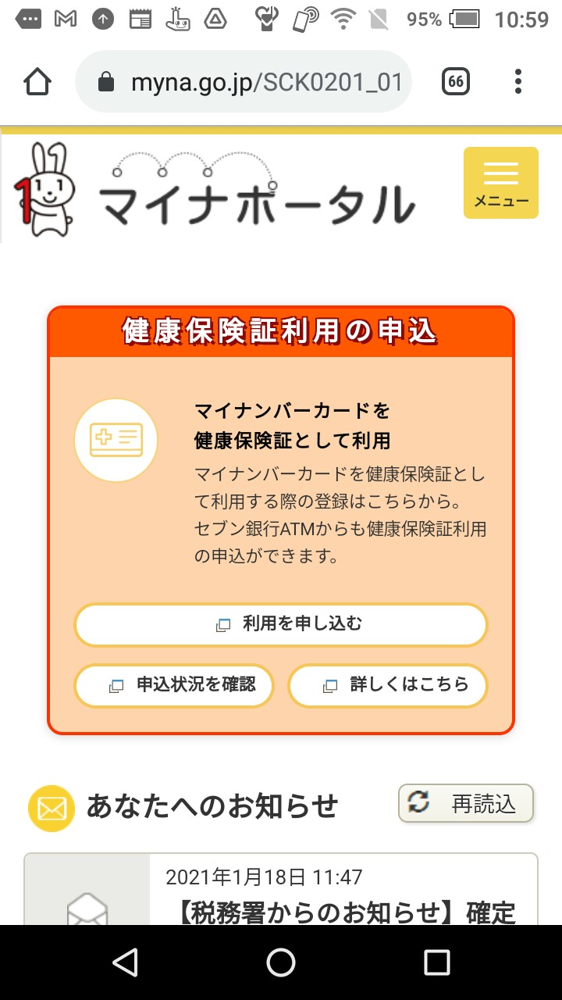 95% 10:59
myna.go.jp/SCK0201_01
66
マイナポータル
メニュー
健康保険証利用の申込
マイナンバーカードを
健康保険証として利用
マイナンバーカードを健康保険証とし
て利用する際の登録はこちらから。
セブン銀行ATMからも健康保険証利用
の申込ができます。
利用を申し込む
申込状況を確認
詳しくはこちら
あなたへのお知らせ
再読込
2021年1月18日 11:47
【税務署からのお知らせ】確定